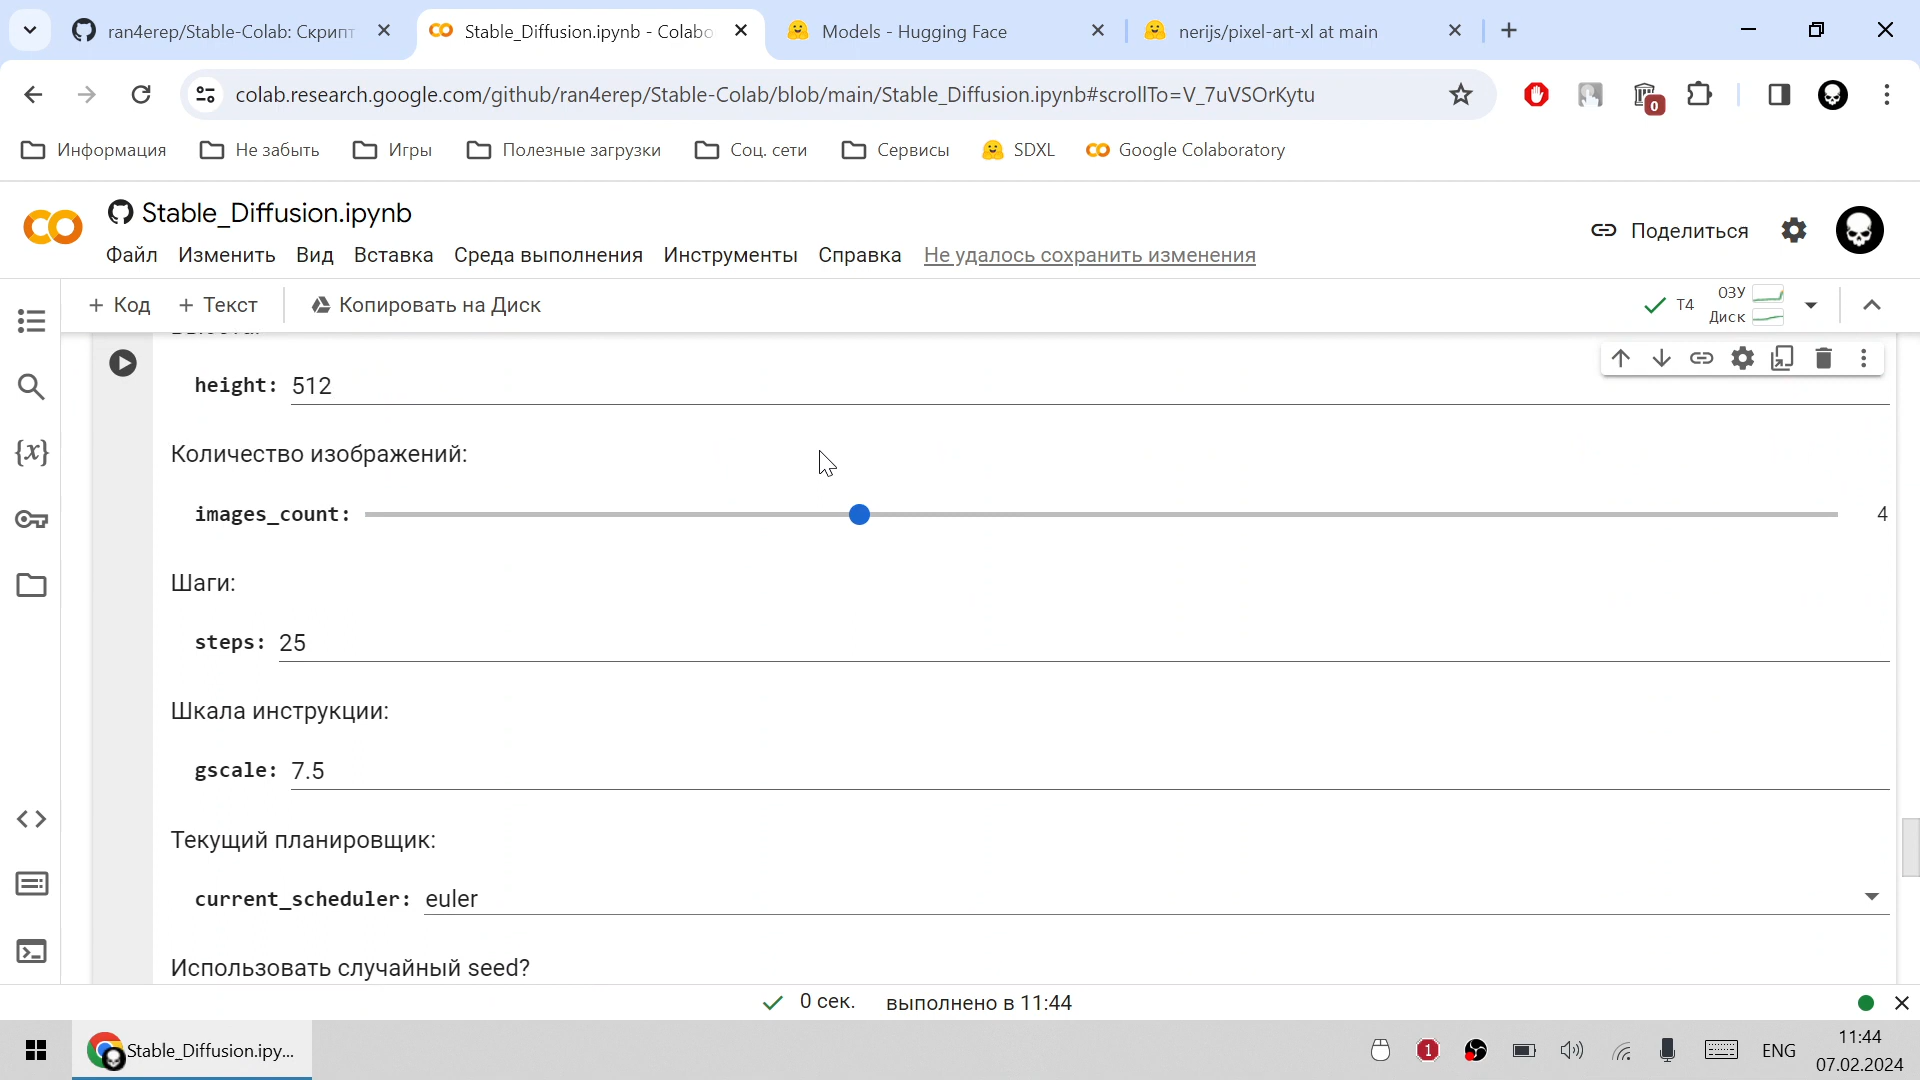 ran4erep/Stable-Colab: Скрипт
Stable_Diffusion.ipynb - Colabo
Models - Hugging Face
nerijs/pixel-art-xl at main
colab.research.google.com/github/ran4erep/Stable-Colab/blob/main/Stable_Diffusion.ipynb#scrollTo=V_7uVSOrKytu
0
Информация
Не забыть
Игры
Полезные загрузки
Соц. сети
Сервисы
SDXL
Google Colaboratory
Stable_Diffusion.ipynb
Поделиться
Файл Изменить Вид Вставка Среда выполнения Инструменты Справка Не удалось сохранить изменения
+ Код + Текст Копировать на Диск
T4
ОЗУ
Диск
height: 512
Количество изображений:
images_count: 4
Шаги:
steps: 25
Шкала инструкции:
gscale: 7.5
Текущий планировщик:
current_scheduler: euler
Использовать случайный seed?
0 сек. выполнено в 11:44
Stable_Diffusion.ipy...
1
ENG
11:44
07.02.2024